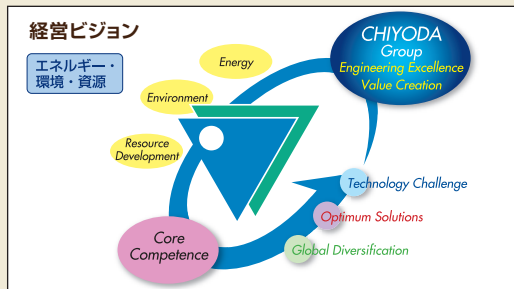 経営ビジョン
エネルギー・
環境・資源
Energy
Environment
Resource
Development
CHIYODA
Group
Engineering Excellence
Value Creation
Technology Challenge
Optimum Solutions
Global Diversification
Core
Competence